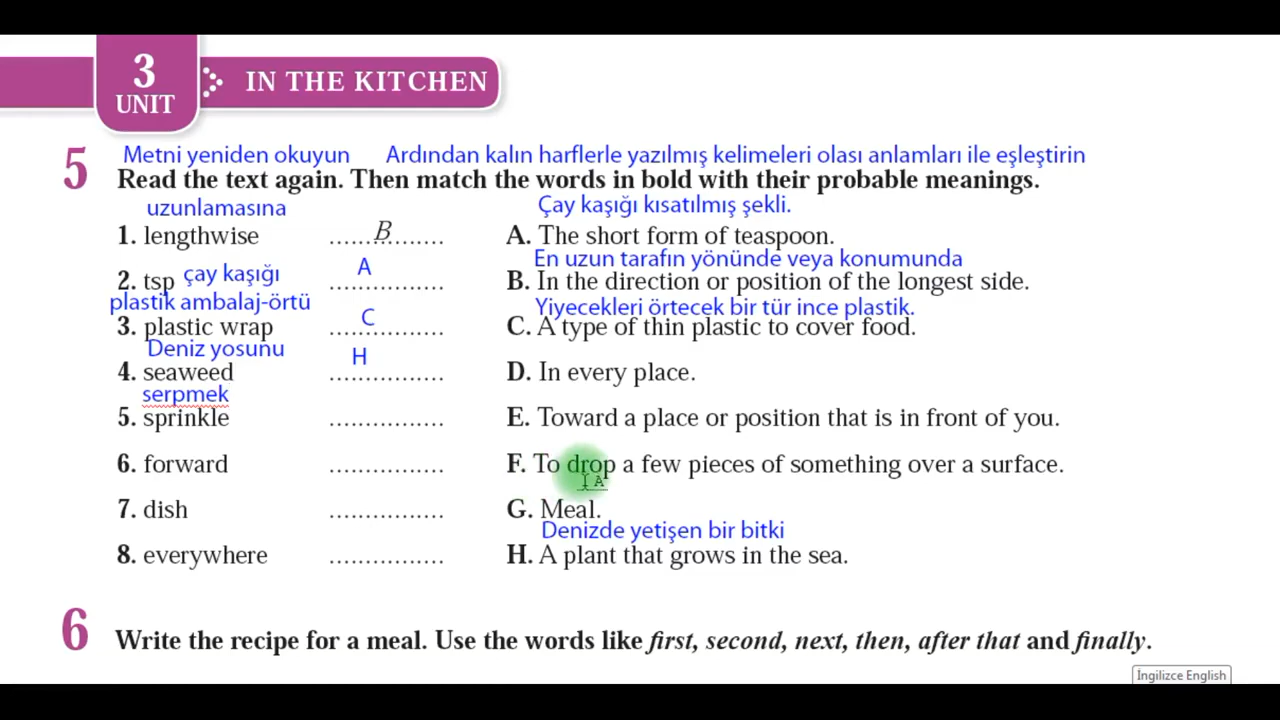 3
UNIT
IN THE KITCHEN
Metni yeniden okuyun Ardından kalın harflerle yazılmış kelimeleri olası anlamları ile eşleştirin
5 Read the text again. Then match the words in bold with their probable meanings.
uzunlamasına Çay kaşığı kısatılmış şekli.
1. lengthwise ....B.... A. The short form of teaspoon.
En uzun tarafın yönünde veya konumunda
2. tsp çay kaşığı A ................ B. In the direction or position of the longest side.
plastik ambalaj-örtü Yiyecekleri örtecek bir tür ince plastik.
3. plastic wrap C ................ C. A type of thin plastic to cover food.
Deniz yosunu H
4. seaweed ................ D. In every place.
serpmek
5. sprinkle ................ E. Toward a place or position that is in front of you.
6. forward ................ F. To drop a few pieces of something over a surface.
7. dish ................ G. Meal.
Denizde yetişen bir bitki
8. everywhere ................ H. A plant that grows in the sea.
6 Write the recipe for a meal. Use the words like first, second, next, then, after that and finally.
İngilizce English